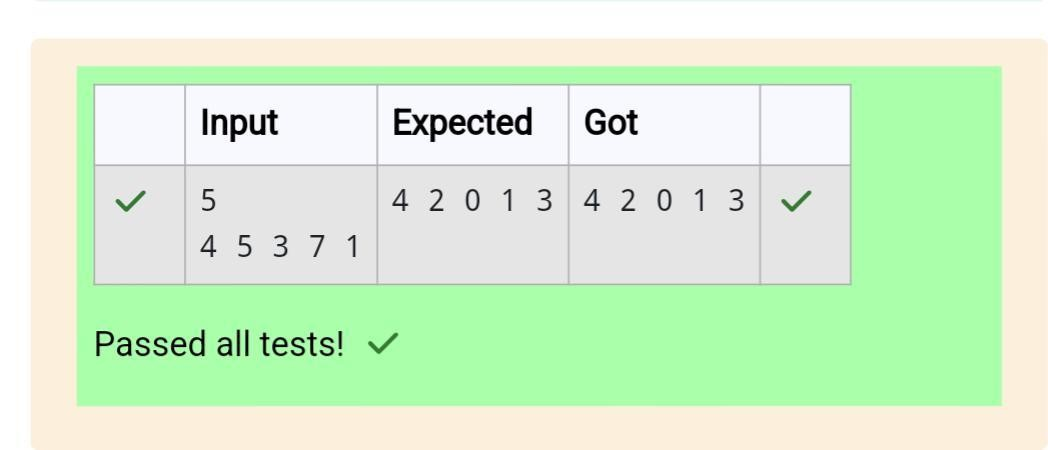 Input Expected Got
5 4 2 0 1 3 4 2 0 1 3
4 5 3 7 1
Passed all tests!